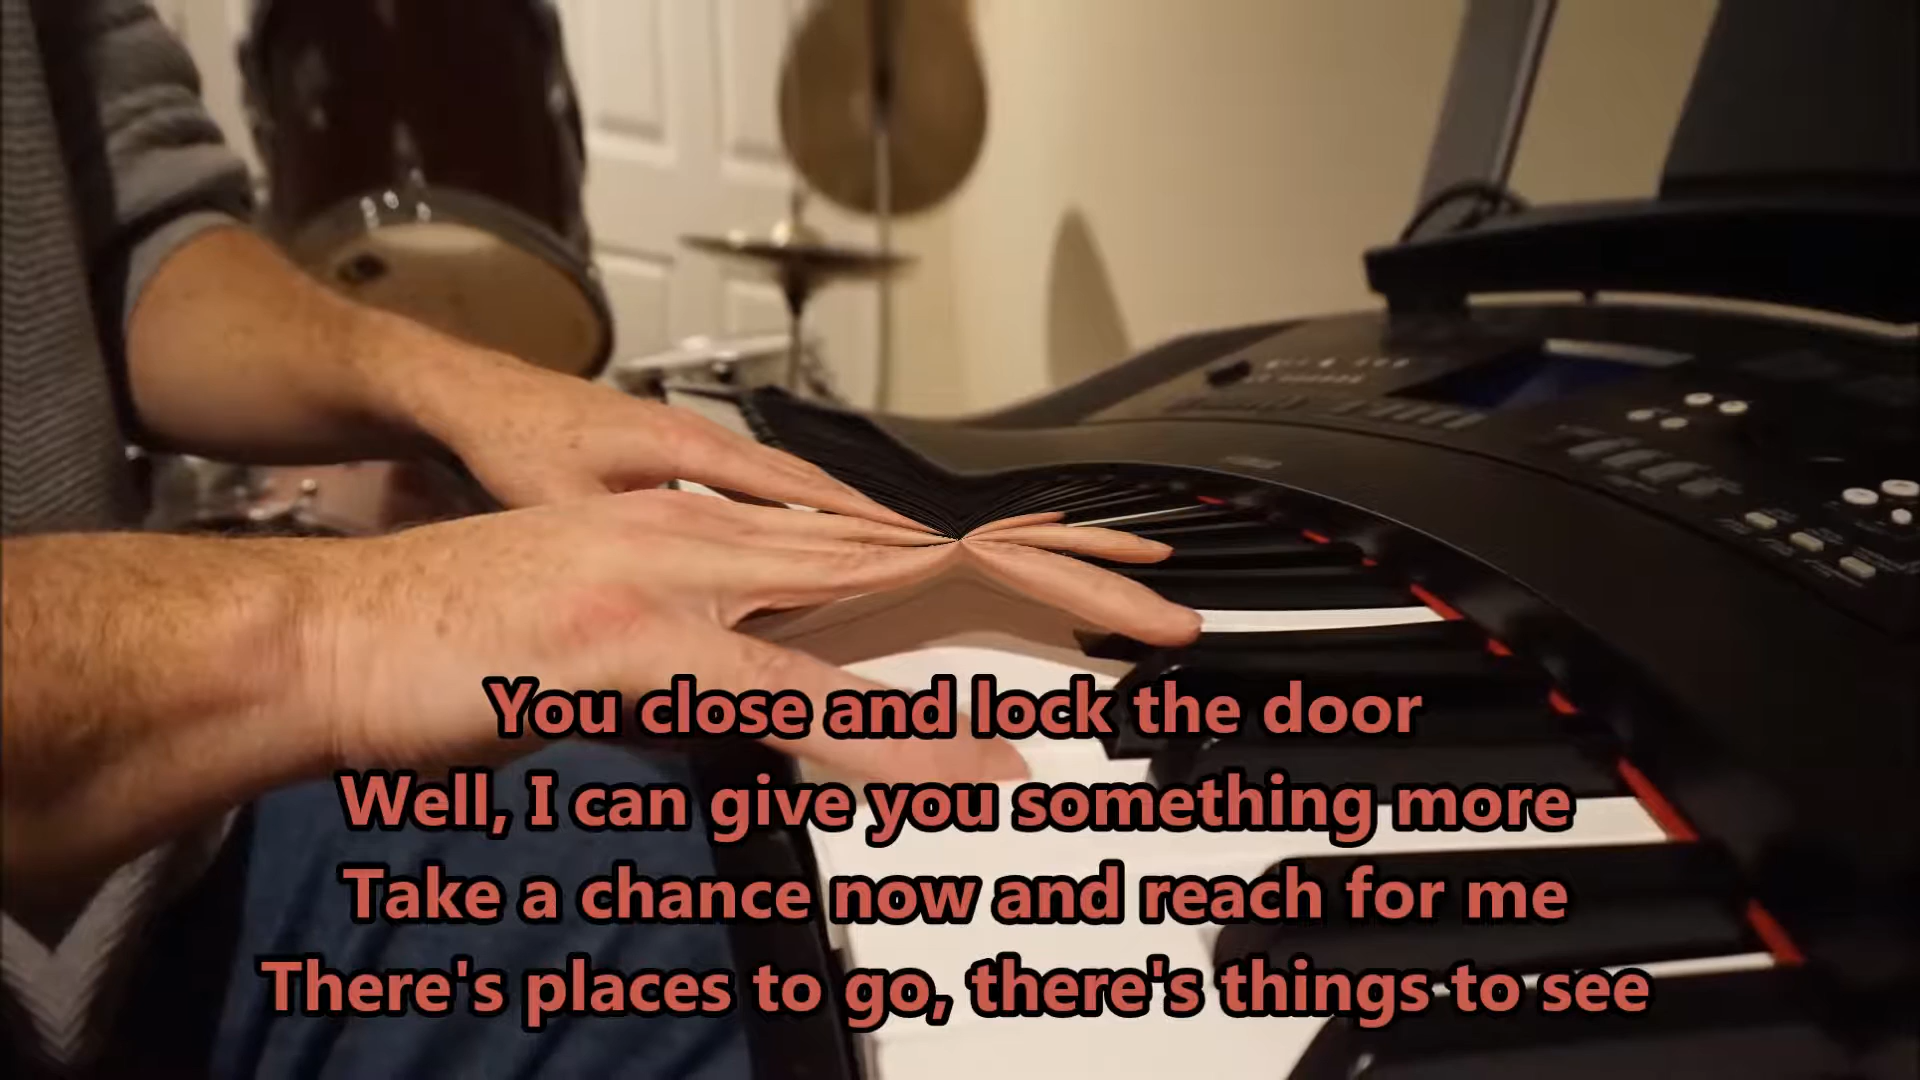 You close and lock the door
Well, I can give you something more
Take a chance now and reach for me
There's places to go, there's things to see